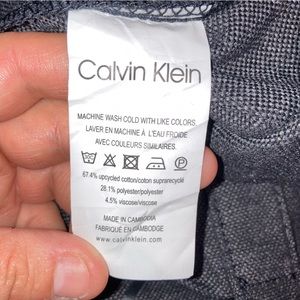 Calvin Klein
MACHINE WASH COLD WITH LIKE COLORS.
LAVER EN MACHINE À L'EAU FROIDE
AVEC COULEURS SIMILAIRES.
67.4% upcycled cotton/coton suprarecyclé
28.1% polyester/polyester
4.5% viscose/viscose
MADE IN CAMBODIA
FABRIQUÉ EN CAMBODGE
www.calvinklein.com